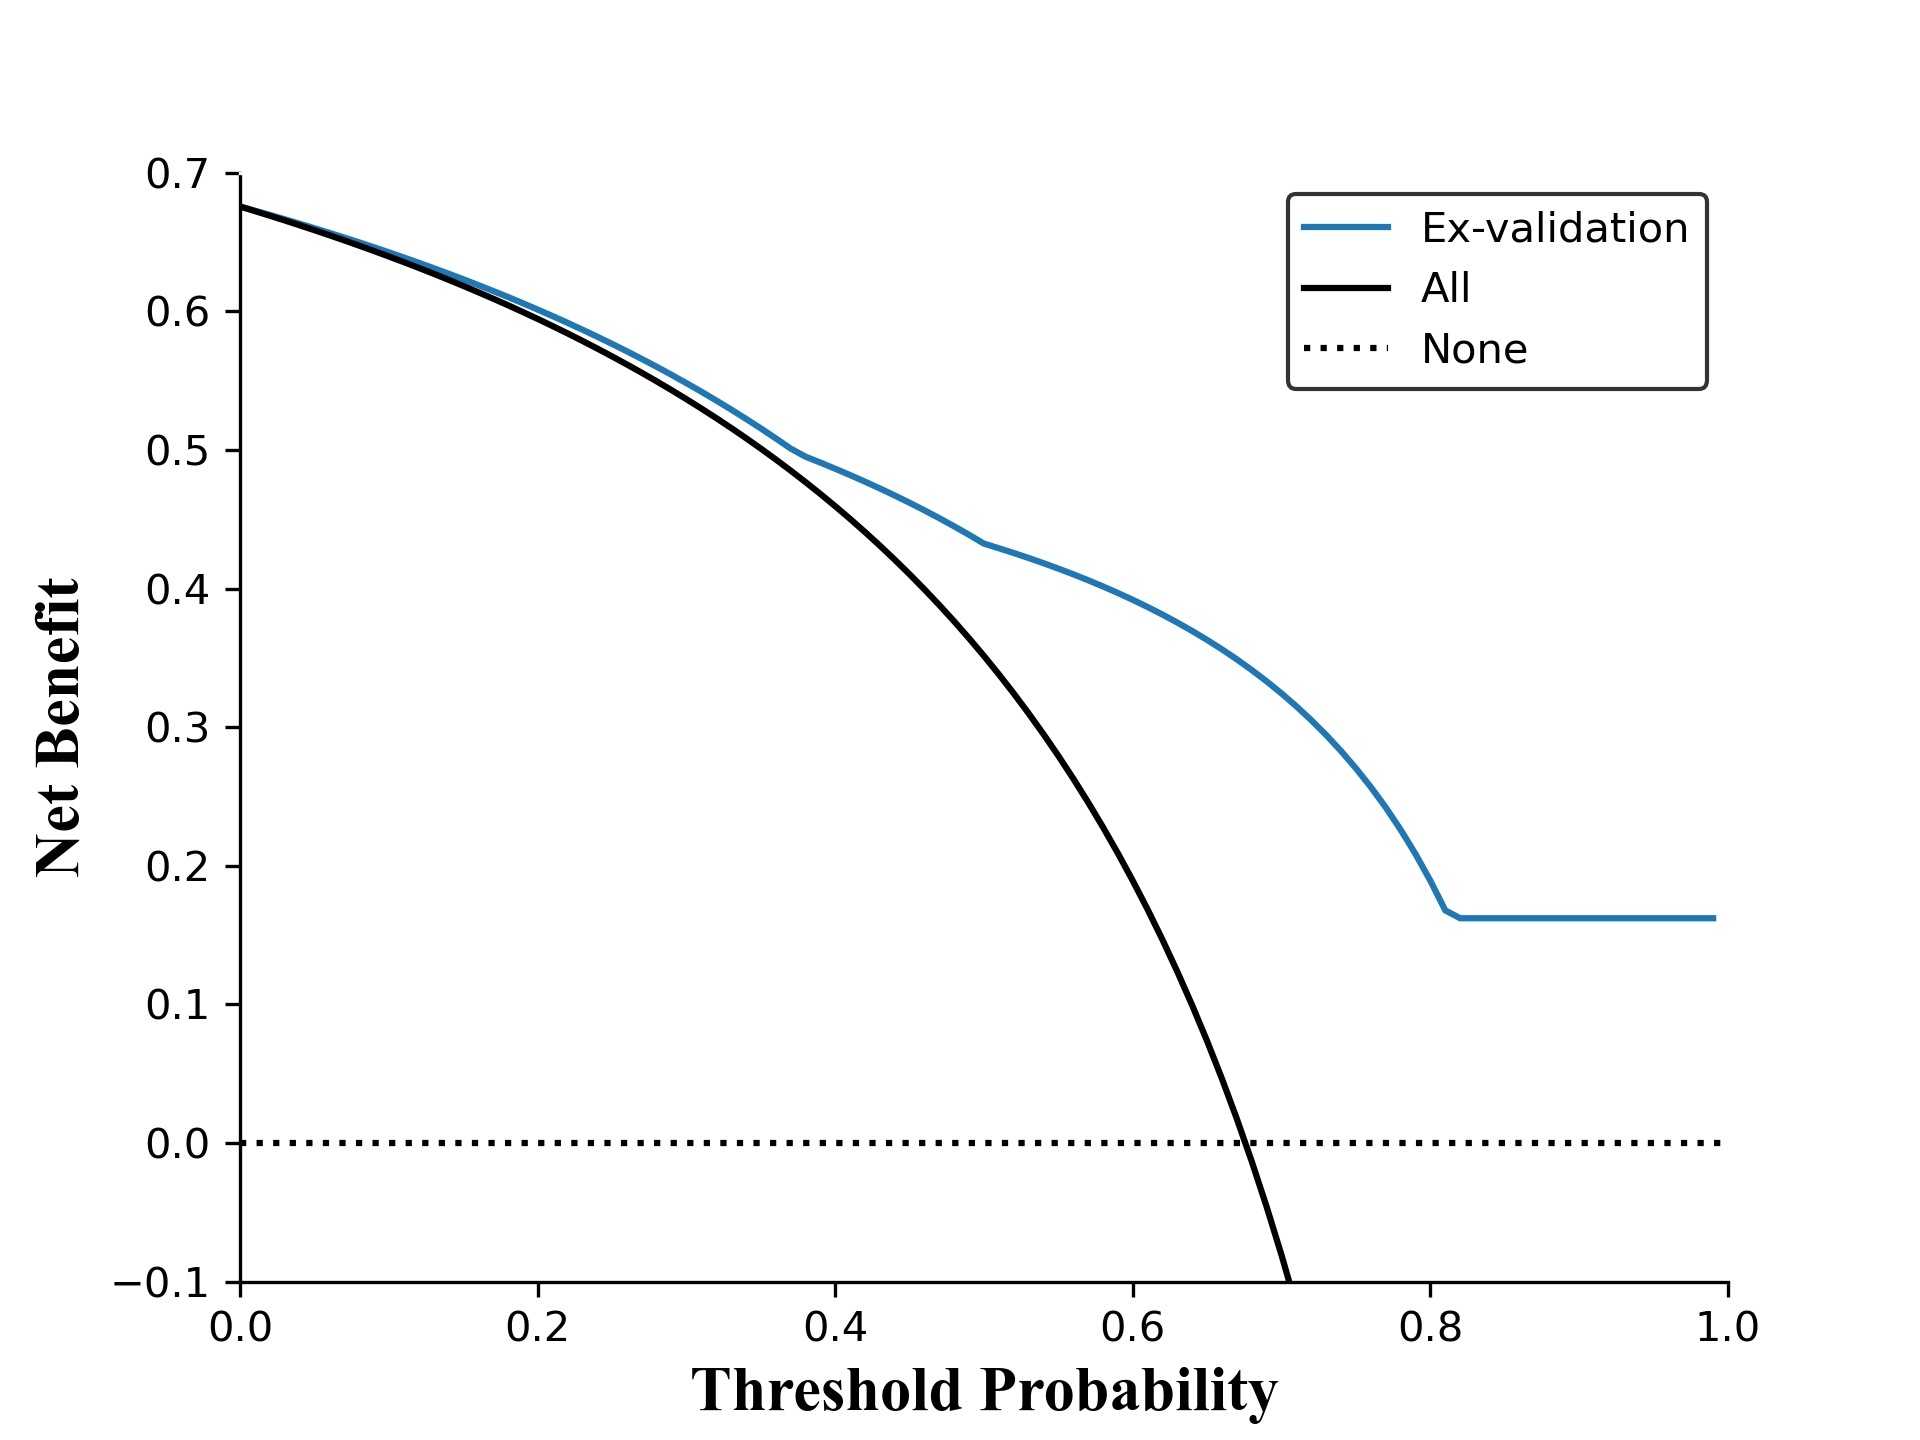 0.7
0.6
0.5
0.4
0.3
0.2
0.1
0.0
−0.1
Net Benefit
Ex-validation
All
None
0.0 0.2 0.4 0.6 0.8 1.0
Threshold Probability